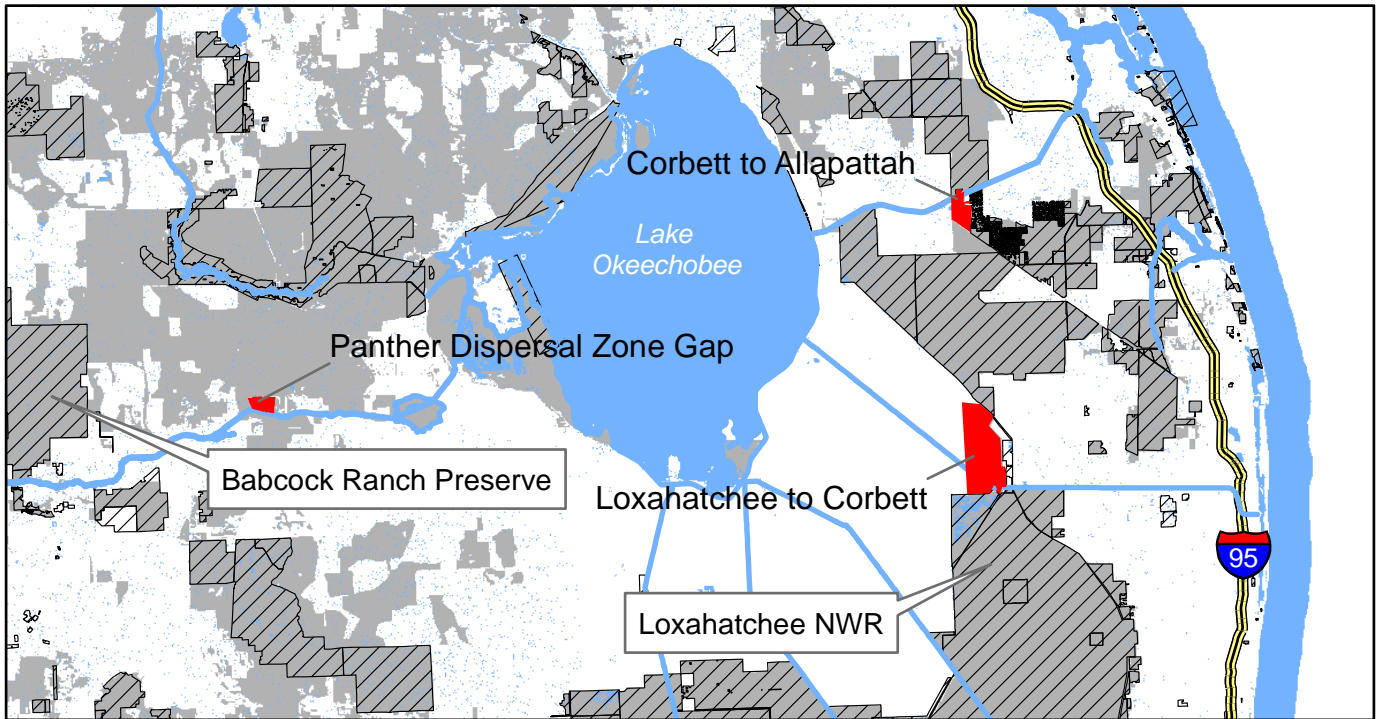 Corbett to Allapattah
Lake
Okeechobee
Panther Dispersal Zone Gap
Babcock Ranch Preserve
Loxahatchee to Corbett
95
Loxahatchee NWR